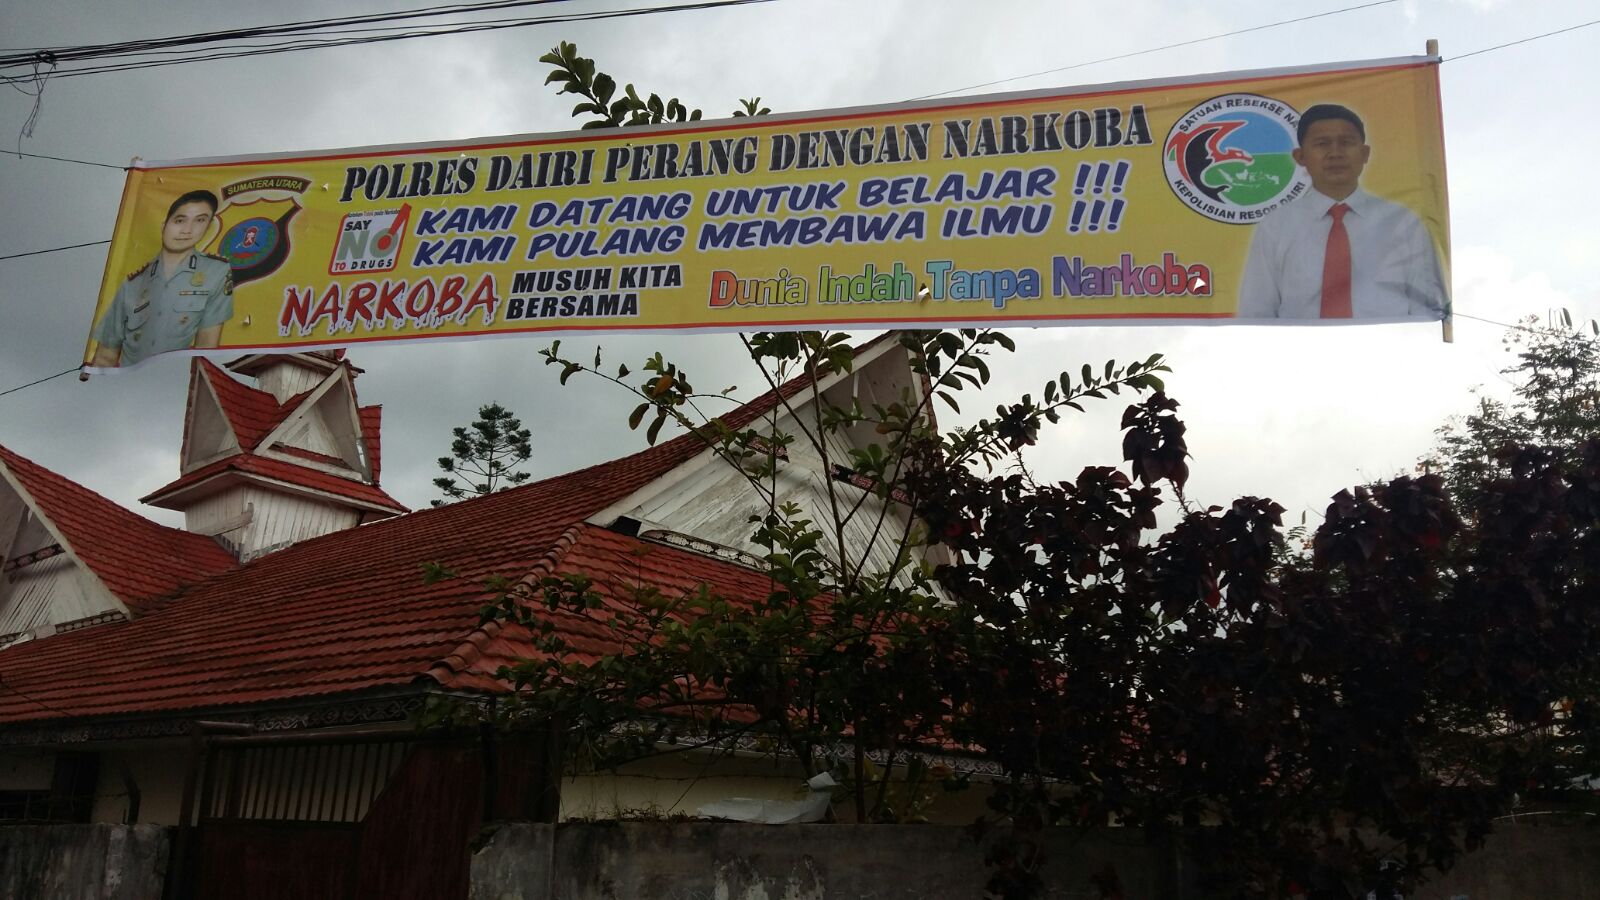 SUMATERA UTARA
POLRES DAIRI PERANG DENGAN NARKOBA
SAY
NO!
TO DRUGS
KAMI DATANG UNTUK BELAJAR !!!
KAMI PULANG MEMBAWA ILMU !!!
NARKOBA MUSUH KITA
BERSAMA
Dunia Indah Tanpa Narkoba
SATUAN RESERSE
KEPOLISIAN RESOR DAIRI